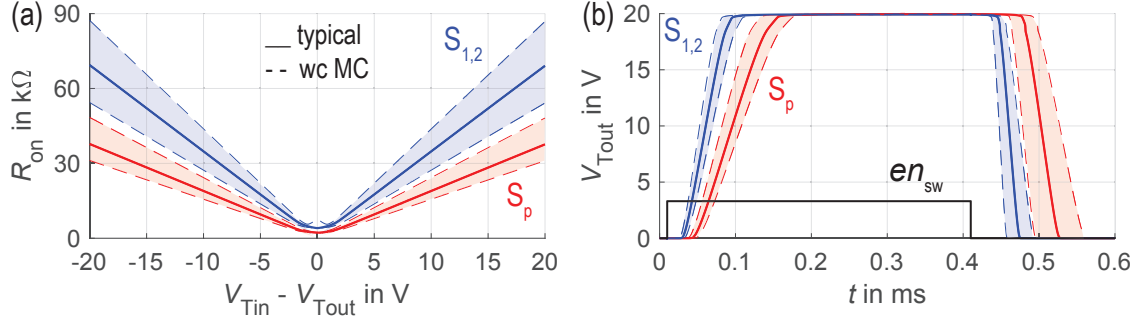 (a)
90
60
30
0
R_on in kΩ
typical
wc MC
S_1,2
S_p
-20 -15 -10 -5 0 5 10 15 20
V_Tin - V_Tout in V
(b)
20
15
10
5
0
V_Tout in V
S_1,2
S_p
en_sw
0 0.1 0.2 0.3 0.4 0.5 0.6
t in ms